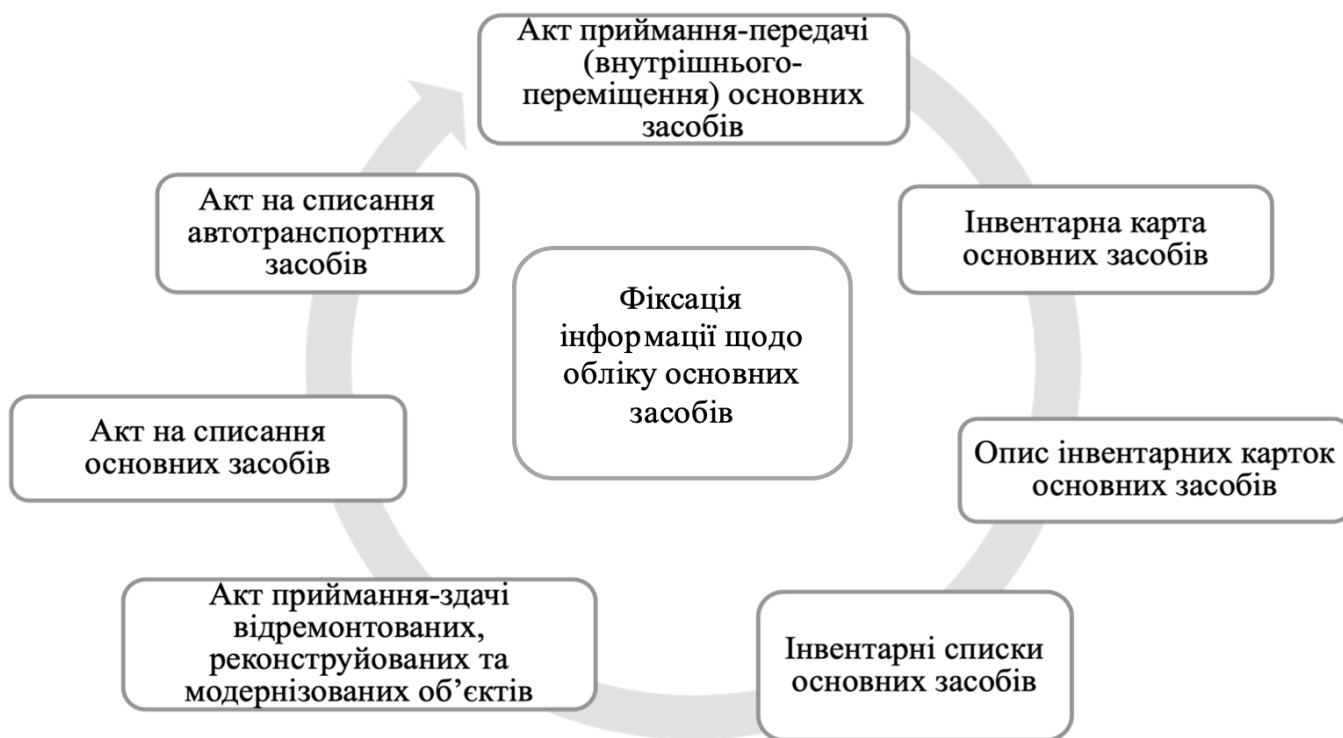 Акт приймання-передачі
(внутрішнього-
переміщення) основних
засобів
Інвентарна карта
основних засобів
Опис інвентарних карток
основних засобів
Інвентарні списки
основних засобів
Акт приймання-здачі
відремонтованих,
реконструйованих та
модернізованих об’єктів
Акт на списання
основних засобів
Акт на списання
автотранспортних
засобів
Фіксація
інформації щодо
обліку основних
засобів